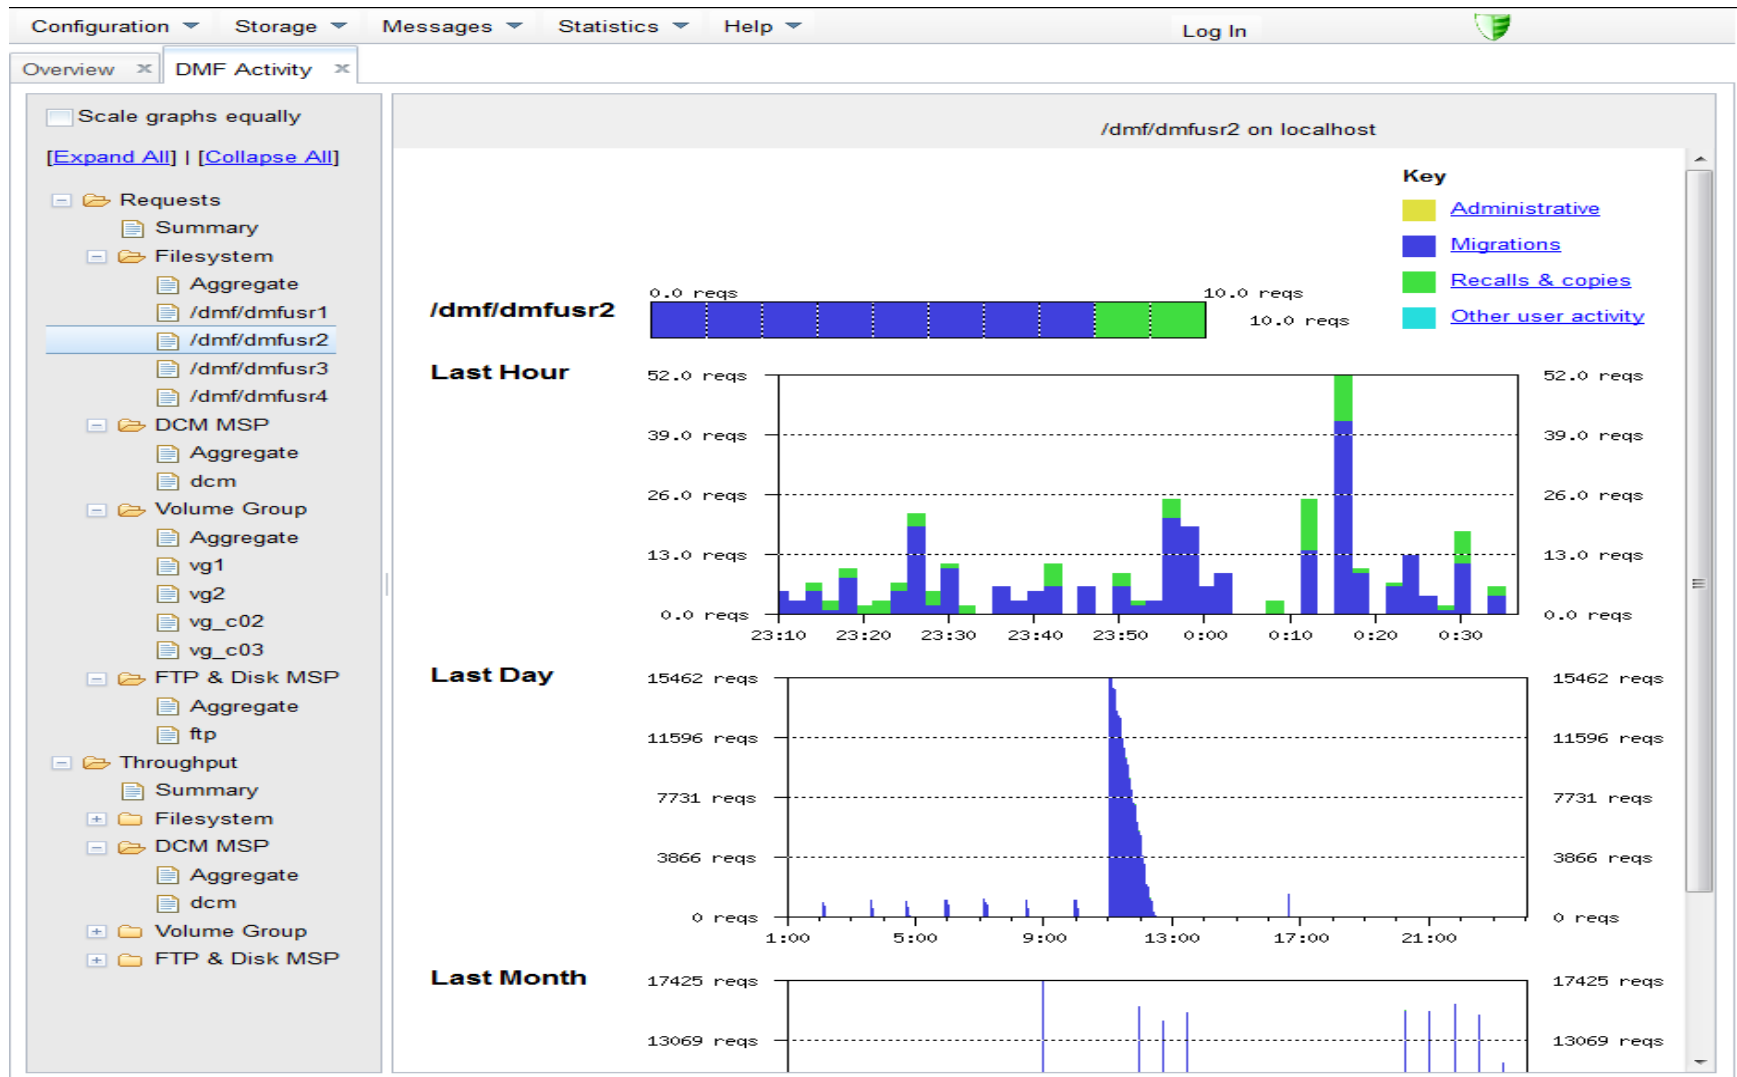 Configuration Storage Messages Statistics Help Log In
Overview x DMF Activity x
Scale graphs equally
[Expand All] | [Collapse All]
Requests
Summary
Filesystem
Aggregate
/dmf/dmfusr1
/dmf/dmfusr2
/dmf/dmfusr3
/dmf/dmfusr4
DCM MSP
Aggregate
dcm
Volume Group
Aggregate
vg1
vg2
vg_c02
vg_c03
FTP & Disk MSP
Aggregate
ftp
Throughput
Summary
Filesystem
DCM MSP
Aggregate
dcm
Volume Group
FTP & Disk MSP
/dmf/dmfusr2 on localhost
Key
Administrative
Migrations
Recalls & copies
Other user activity
0.0 reqs 10.0 reqs
/dmf/dmfusr2 10.0 reqs
Last Hour
52.0 reqs 52.0 reqs
39.0 reqs 39.0 reqs
26.0 reqs 26.0 reqs
13.0 reqs 13.0 reqs
0.0 reqs 0.0 reqs
23:10 23:20 23:30 23:40 23:50 0:00 0:10 0:20 0:30
Last Day
15462 reqs 15462 reqs
11596 reqs 11596 reqs
7731 reqs 7731 reqs
3866 reqs 3866 reqs
0 reqs 0 reqs
1:00 5:00 9:00 13:00 17:00 21:00
Last Month
17425 reqs 17425 reqs
13069 reqs 13069 reqs